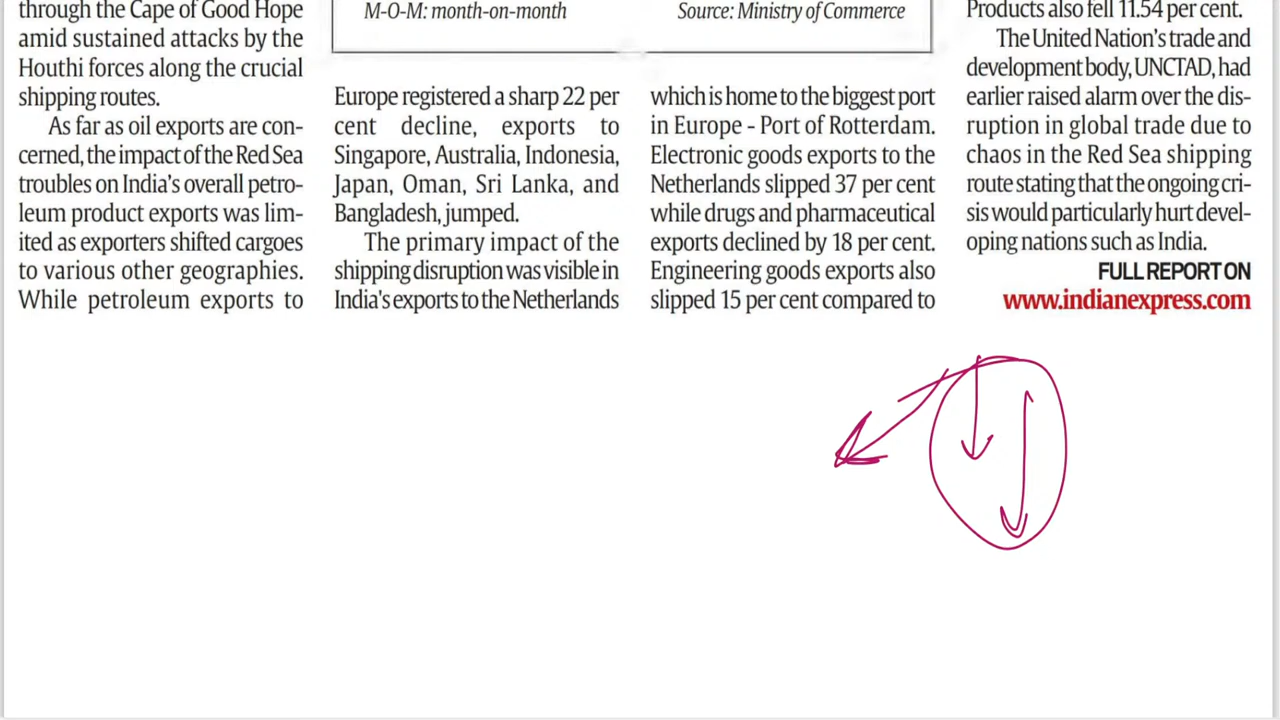 through the Cape of Good Hope
amid sustained attacks by the
Houthi forces along the crucial
shipping routes.
As far as oil exports are con-
cerned, the impact of the Red Sea
troubles on India's overall petro-
leum product exports was lim-
ited as exporters shifted cargoes
to various other geographies.
While petroleum exports to
M-O-M: month-on-month
Source: Ministry of Commerce
Europe registered a sharp 22 per
cent decline, exports to
Singapore, Australia, Indonesia,
Japan, Oman, Sri Lanka, and
Bangladesh, jumped.
The primary impact of the
shipping disruption was visible in
India's exports to the Netherlands
which is home to the biggest port
in Europe - Port of Rotterdam.
Electronic goods exports to the
Netherlands slipped 37 per cent
while drugs and pharmaceutical
exports declined by 18 per cent.
Engineering goods exports also
slipped 15 per cent compared to
Products also fell 11.54 per cent.
The United Nation's trade and
development body, UNCTAD, had
earlier raised alarm over the dis-
ruption in global trade due to
chaos in the Red Sea shipping
route stating that the ongoing cri-
sis would particularly hurt devel-
oping nations such as India.
FULL REPORT ON
www.indianexpress.com